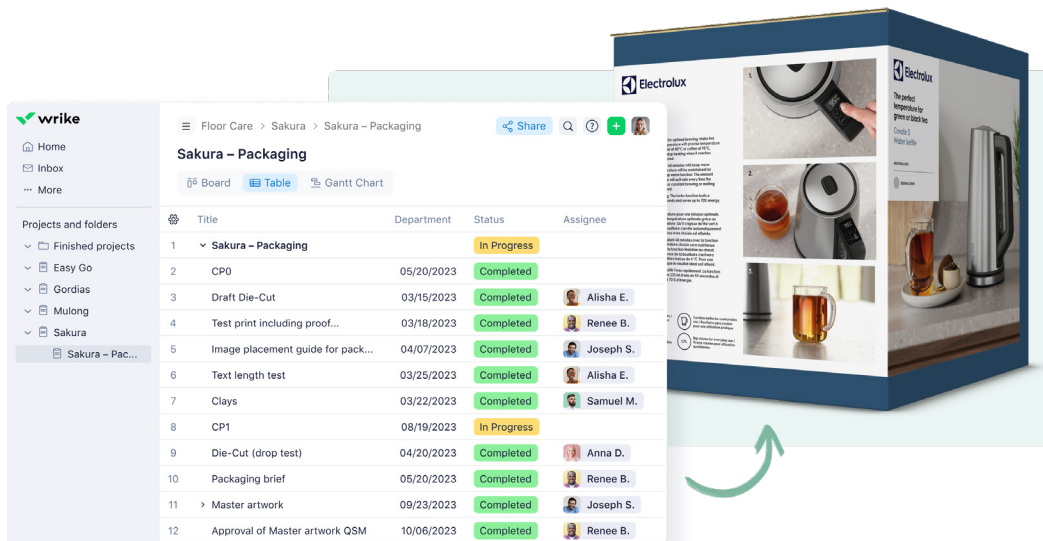 wrike
Home
Inbox
More
Projects and folders
Finished projects
Easy Go
Gordias
Mulong
Sakura
Sakura – Pac...
Floor Care > Sakura > Sakura – Packaging
Share
Sakura – Packaging
Board Table Gantt Chart
Title Department Status Assignee
1 Sakura – Packaging In Progress
2 CP0 05/20/2023 Completed
3 Draft Die-Cut 03/15/2023 Completed Alisha E.
4 Test print including proof... 03/18/2023 Completed Renee B.
5 Image placement guide for pack... 04/07/2023 Completed Joseph S.
6 Text length test 03/25/2023 Completed Alisha E.
7 Clays 03/22/2023 Completed Samuel M.
8 CP1 08/19/2023 In Progress
9 Die-Cut (drop test) 04/20/2023 Completed Anna D.
10 Packaging brief 05/20/2023 Completed Renee B.
11 > Master artwork 09/23/2023 Completed Joseph S.
12 Approval of Master artwork QSM 10/06/2023 Completed Renee B.
Electrolux
1.
2.
3.
Electrolux
The perfect
temperature for
green or black tea
Create 5
Water kettle